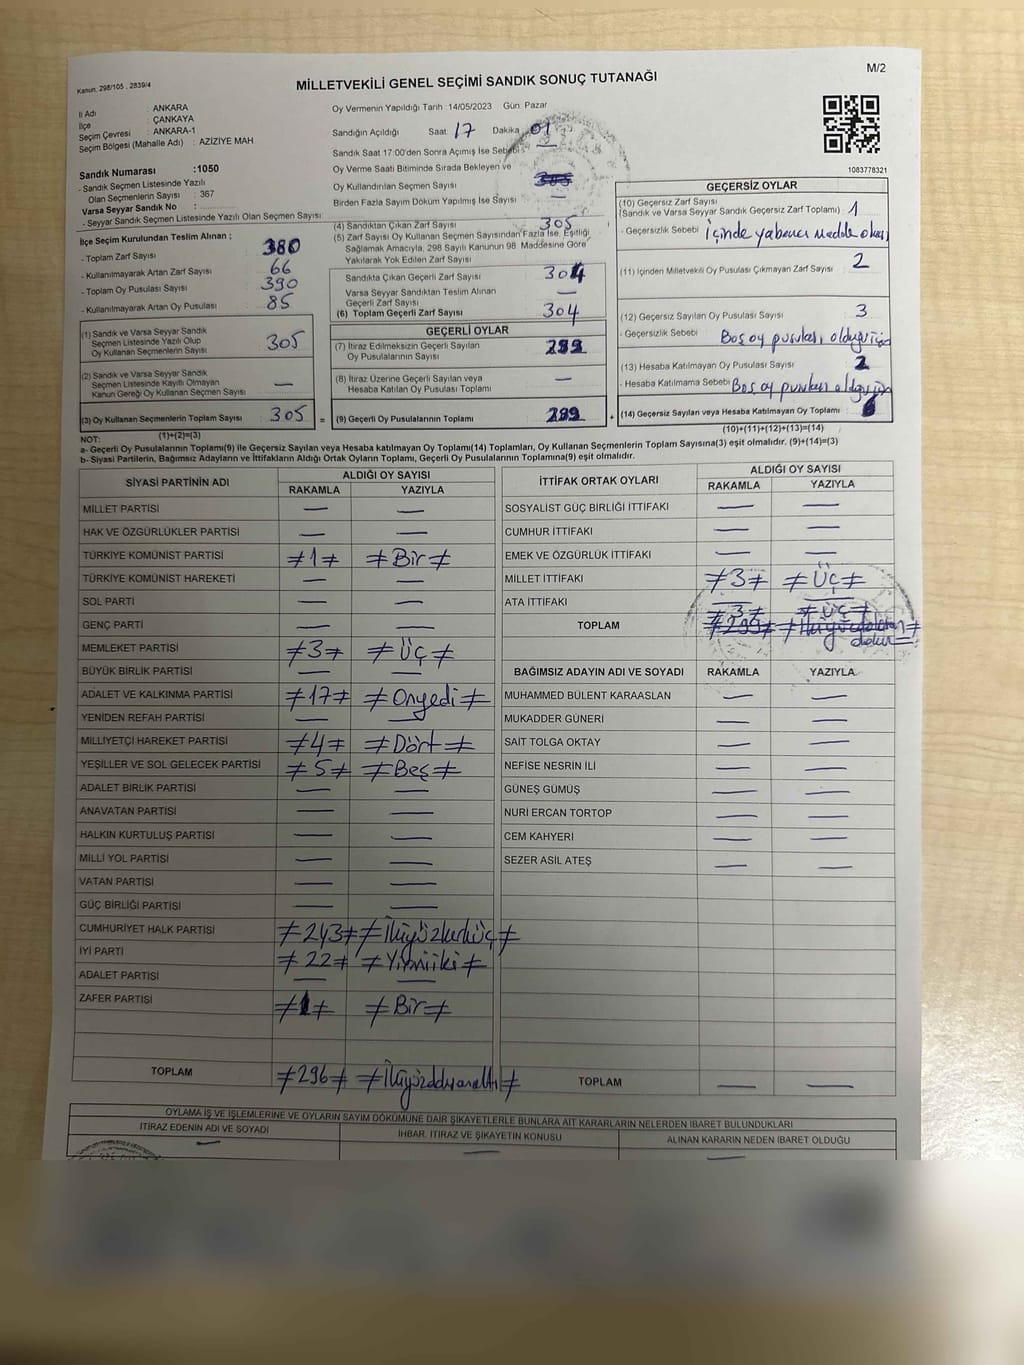 Kanun. 298/105 , 2839/4
M/2
MİLLETVEKİLİ GENEL SEÇİMİ SANDIK SONUÇ TUTANAĞI
İl Adı : ANKARA
İlçe : ÇANKAYA
Seçim Çevresi : ANKARA-1
Seçim Bölgesi (Mahalle Adı) : AZİZİYE MAH
Sandık Numarası :1050
- Sandık Seçmen Listesinde Yazılı
Olan Seçmenlerin Sayısı : 367
Varsa Seyyar Sandık No :
- Seyyar Sandık Seçmen Listesinde Yazılı Olan Seçmen Sayısı
İlçe Seçim Kurulundan Teslim Alınan ;
- Toplam Zarf Sayısı 380
- Kullanılmayarak Artan Zarf Sayısı 66
- Toplam Oy Pusulası Sayısı 390
- Kullanılmayarak Artan Oy Pusulası 85
(1) Sandık ve Varsa Seyyar Sandık
Seçmen Listesinde Yazılı Olup
Oy Kullanan Seçmenlerin Sayısı 305
(2) Sandık ve Varsa Seyyar Sandık
Seçmen Listesinde Kayıtlı Olmayan
Kanun Gereği Oy Kullanan Seçmen Sayısı —
(3) Oy Kullanan Seçmenlerin Toplam Sayısı 305 =
(1)+(2)=(3)
Oy Vermenin Yapıldığı Tarih : 14/05/2023 Gün: Pazar
Sandığın Açıldığı Saat 17 Dakika 01
Sandık Saat 17:00'den Sonra Açımış İse Sebebi —
Oy Verme Saati Bitiminde Sırada Bekleyen ve
Oy Kullandırılan Seçmen Sayısı 305
Birden Fazla Sayım Döküm Yapılmış İse Sayısı —
(4) Sandıktan Çıkan Zarf Sayısı 305
(5) Zarf Sayısı Oy Kullanan Seçmen Sayısından Fazla İse, Eşitliği
Sağlamak Amacıyla, 298 Sayılı Kanunun 98. Maddesine Göre
Yakılarak Yok Edilen Zarf Sayısı
Sandıkta Çıkan Geçerli Zarf Sayısı 304
Varsa Seyyar Sandıktan Teslim Alınan
Geçerli Zarf Sayısı —
(6) Toplam Geçerli Zarf Sayısı 304
GEÇERLİ OYLAR
(7) İtiraz Edilmeksizin Geçerli Sayılan
Oy Pusulalarının Sayısı 299
(8) İtiraz Üzerine Geçerli Sayılan veya
Hesaba Katılan Oy Pusulası Toplamı —
(9) Geçerli Oy Pusulalarının Toplamı 299 +
1083778321
GEÇERSİZ OYLAR
(10) Geçersiz Zarf Sayısı
(Sandık ve Varsa Seyyar Sandık Geçersiz Zarf Toplamı) 1
- Geçersizlik Sebebi İçinde yabancı madde
(11) İçinden Milletvekili Oy Pusulası Çıkmayan Zarf Sayısı 2
(12) Geçersiz Sayılan Oy Pusulası Sayısı 3
- Geçersizlik Sebebi Boş oy pusulası olduğu için
(13) Hesaba Katılmayan Oy Pusulası Sayısı 2
- Hesaba Katılmama Sebebi Boş oy pusulası olduğu için
(14) Geçersiz Sayılan veya Hesaba Katılmayan Oy Toplamı 6
(10)+(11)+(12)+(13)=(14)
NOT:
a- Geçerli Oy Pusulalarının Toplamı(9) ile Geçersiz Sayılan veya Hesaba katılmayan Oy Toplamı(14) Toplamları, Oy Kullanan Seçmenlerin Toplam Sayısına(3) eşit olmalıdır. (9)+(14)=(3)
b- Siyasi Partilerin, Bağımsız Adayların ve İttifakların Aldığı Ortak Oyların Toplamı, Geçerli Oy Pusulalarının Toplamına(9) eşit olmalıdır.
SİYASİ PARTİNİN ADI ALDIĞI OY SAYISI
RAKAMLA YAZIYLA
MİLLET PARTİSİ — —
HAK VE ÖZGÜRLÜKLER PARTİSİ — —
TÜRKİYE KOMÜNİST PARTİSİ ≠1≠ ≠Bir≠
TÜRKİYE KOMÜNİST HAREKETİ — —
SOL PARTİ — —
GENÇ PARTİ — —
MEMLEKET PARTİSİ ≠3≠ ≠Üç≠
BÜYÜK BİRLİK PARTİSİ — —
ADALET VE KALKINMA PARTİSİ ≠17≠ ≠Onyedi≠
YENİDEN REFAH PARTİSİ — —
MİLLİYETÇİ HAREKET PARTİSİ ≠4≠ ≠Dört≠
YEŞİLLER VE SOL GELECEK PARTİSİ ≠5≠ ≠Beş≠
ADALET BİRLİK PARTİSİ — —
ANAVATAN PARTİSİ — —
HALKIN KURTULUŞ PARTİSİ — —
MİLLİ YOL PARTİSİ — —
VATAN PARTİSİ — —
GÜÇ BİRLİĞİ PARTİSİ — —
CUMHURİYET HALK PARTİSİ ≠243≠ ≠İkiyüzkırküç≠
İYİ PARTİ ≠22≠ ≠Yirmiiki≠
ADALET PARTİSİ — —
ZAFER PARTİSİ ≠1≠ ≠Bir≠
TOPLAM ≠296≠ ≠İkiyüzdoksanaltı≠
İTTİFAK ORTAK OYLARI ALDIĞI OY SAYISI
RAKAMLA YAZIYLA
SOSYALİST GÜÇ BİRLİĞİ İTTİFAKI — —
CUMHUR İTTİFAKI — —
EMEK VE ÖZGÜRLÜK İTTİFAKI — —
MİLLET İTTİFAKI ≠3≠ ≠Üç≠
ATA İTTİFAKI — —
≠3≠ ≠Üç≠
TOPLAM ≠299≠ ≠İkiyüzdoksan≠
dokuz=
BAĞIMSIZ ADAYIN ADI VE SOYADI RAKAMLA YAZIYLA
MUHAMMED BÜLENT KARAASLAN — —
MUKADDER GÜNERİ — —
SAİT TOLGA OKTAY — —
NEFİSE NESRİN İLİ — —
GÜNEŞ GÜMÜŞ — —
NURİ ERCAN TORTOP — —
CEM KAHYERİ — —
SEZER ASİL ATEŞ — —
TOPLAM — —
OYLAMA İŞ VE İŞLEMLERİNE VE OYLARIN SAYIM DÖKÜMÜNE DAİR ŞİKAYETLERLE BUNLARA AİT KARARLARIN NELERDEN İBARET BULUNDUKLARI
İTİRAZ EDENİN ADI VE SOYADI İHBAR, İTİRAZ VE ŞİKAYETİN KONUSU ALINAN KARARIN NEDEN İBARET OLDUĞU
— — —